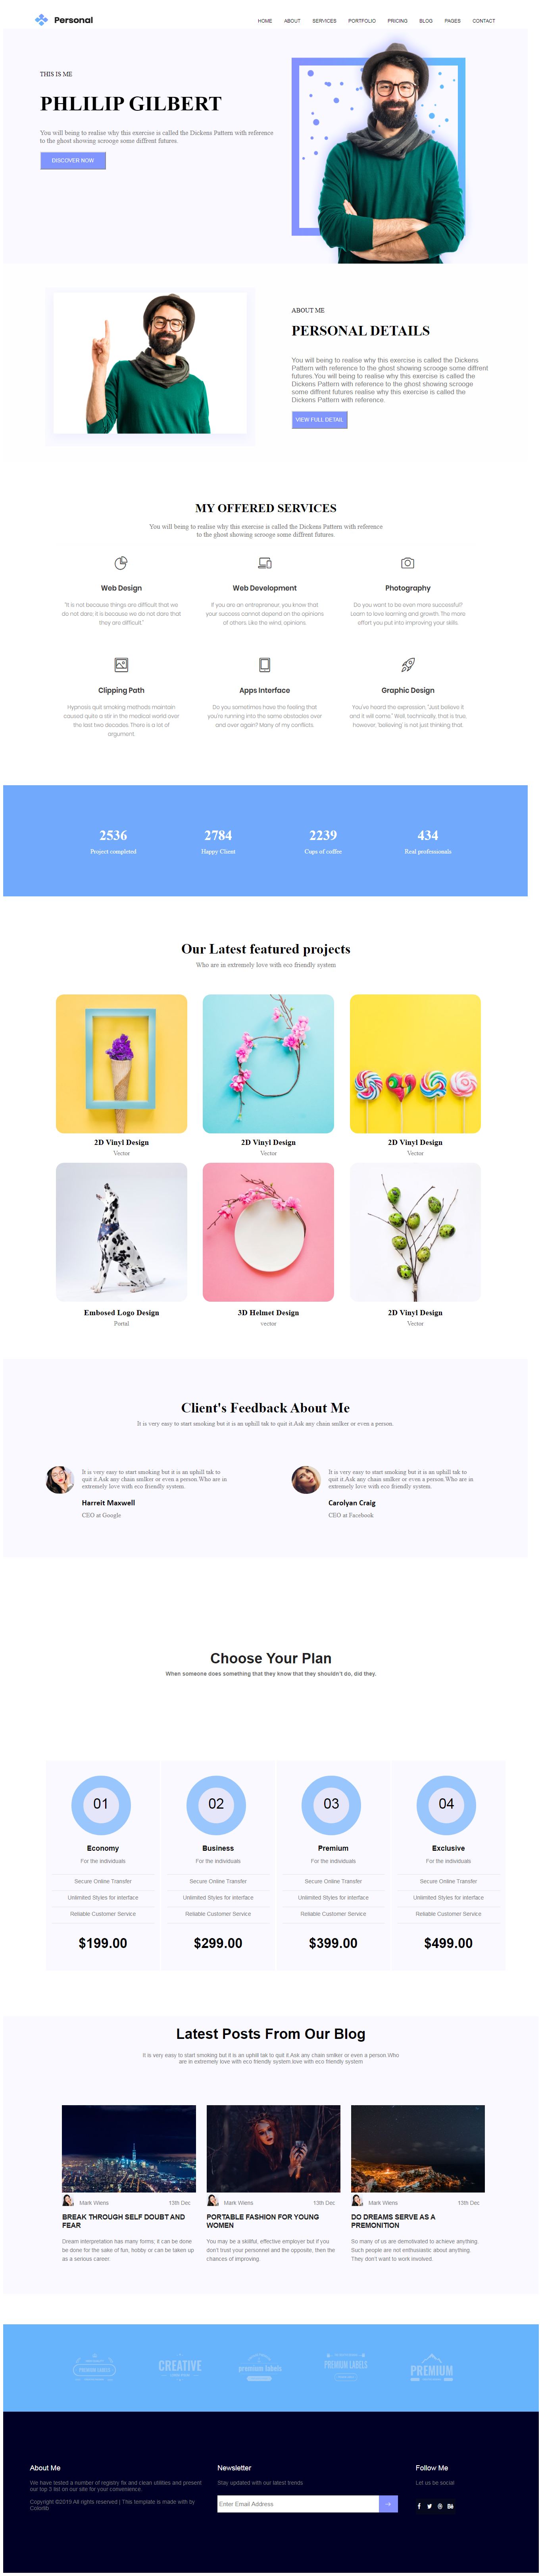 Personal
HOME ABOUT SERVICES PORTFOLIO PRICING BLOG PAGES CONTACT
THIS IS ME
PHLILIP GILBERT
You will being to realise why this exercise is called the Dickens Pattern with reference
to the ghost showing scrooge some diffrent futures.
DISCOVER NOW
ABOUT ME
PERSONAL DETAILS
You will being to realise why this exercise is called the Dickens
Pattern with reference to the ghost showing scrooge some diffrent
futures You will being to realise why this exercise is called the
Dickens Pattern with reference to the ghost showing scrooge
some diffrent futures realise why this exercise is called the
Dickens Pattern with reference.
VIEW FULL DETAIL
MY OFFERED SERVICES
You will being to realise why this exercise is called the Dickens Pattern with reference
to the ghost showing scrooge some diffrent futures.
Web Design
"It is not because things are difficult that we
do not dare; it is because we do not dare that
they are difficult."
Web Development
If you are an entrepreneur, you know that
your success cannot depend on the opinions
of others. Like the wind, opinions.
Photography
Do you want to be even more successful?
Learn to love learning and growth. The more
effort you put into improving your skills.
Clipping Path
Hypnosis quit smoking methods maintain
caused quite a stir in the medical world over
the last two decades. There is a lot of
argument.
Apps Interface
Do you sometimes have the feeling that
you're running into the same obstacles over
and over again? Many of my conflicts.
Graphic Design
You've heard the expression, "Just believe it
and it will come." Well, technically, that is true,
however, 'believing' is not just thinking that.
2536
Project completed
2784
Happy Client
2239
Cups of coffee
434
Real professionals
Our Latest featured projects
Who are in extremely love with eco friendly system
2D Vinyl Design
Vector
2D Vinyl Design
Vector
2D Vinyl Design
Vector
Embosed Logo Design
Portal
3D Helmet Design
vector
2D Vinyl Design
Vector
Client's Feedback About Me
It is very easy to start smoking but it is an uphill tak to quit it.Ask any chain smlker or even a person.
It is very easy to start smoking but it is an uphill tak to
quit it.Ask any chain smlker or even a person.Who are in
extremely love with eco friendly system.
Harreit Maxwell
CEO at Google
It is very easy to start smoking but it is an uphill tak to
quit it.Ask any chain smlker or even a person.Who are in
extremely love with eco friendly system.
Carolyan Craig
CEO at Facebook
Choose Your Plan
When someone does something that they know that they shouldn't do, did they.
01
Economy
For the individuals
Secure Online Transfer
Unlimited Styles for interface
Reliable Customer Service
$199.00
02
Business
For the individuals
Secure Online Transfer
Unlimited Styles for interface
Reliable Customer Service
$299.00
03
Premium
For the individuals
Secure Online Transfer
Unlimited Styles for interface
Reliable Customer Service
$399.00
04
Exclusive
For the individuals
Secure Online Transfer
Unlimited Styles for interface
Reliable Customer Service
$499.00
Latest Posts From Our Blog
It is very easy to start smoking but it is an uphill tak to quit it.Ask any chain smlker or even a person.Who
are in extremely love with eco friendly system love with eco friendly system
Mark Wiens 13th Dec
BREAK THROUGH SELF DOUBT AND
FEAR
Dream interpretation has many forms; it can be done
be done for the sake of fun, hobby or can be taken up
as a serious career.
Mark Wiens 13th Dec
PORTABLE FASHION FOR YOUNG
WOMEN
You may be a skillful, effective employer but if you
don't trust your personnel and the opposite, then the
chances of improving.
Mark Wiens 13th Dec
DO DREAMS SERVE AS A
PREMONITION
So many of us are demotivated to achieve anything.
Such people are not enthusiastic about anything.
They don't want to work involved.
PREMIUM LABELS
CREATIVE
premium labels
PREMIUM LABELS
PREMIUM
About Me
We have tested a number of registry fix and clean utilities and present
our top 3 list on our site for your convenience.
Copyright ©2019 All rights reserved | This template is made with by
Colorlib
Newsletter
Stay updated with our latest trends
Enter Email Address
Follow Me
Let us be social